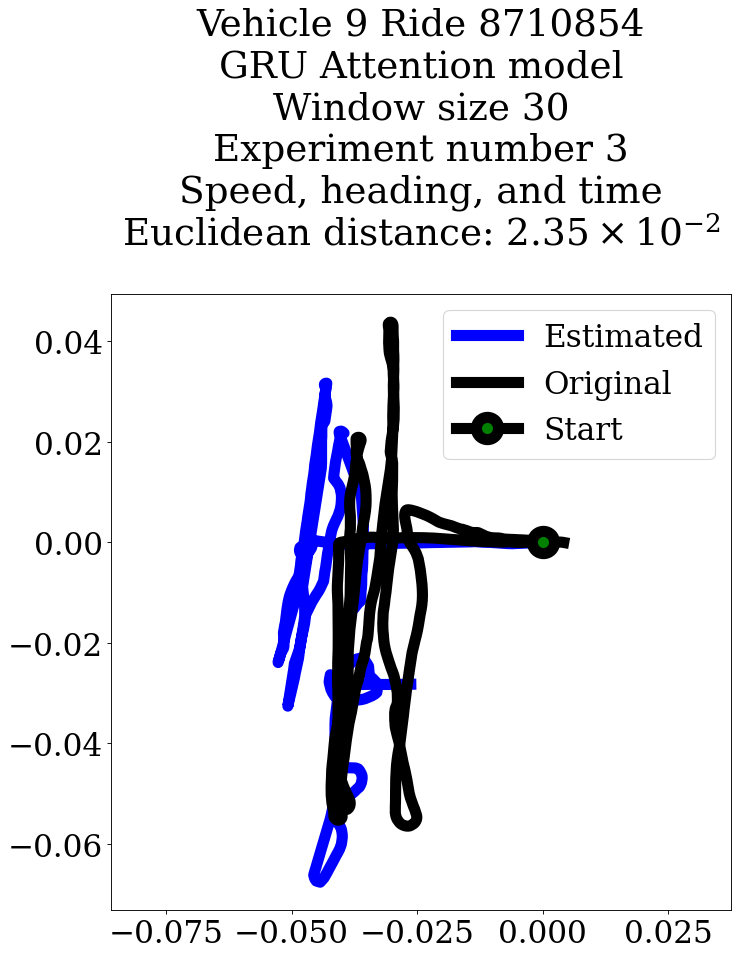 Vehicle 9 Ride 8710854
GRU Attention model
Window size 30
Experiment number 3
Speed, heading, and time
Euclidean distance: 2.35 × 10⁻²
Estimated
Original
Start
0.04
0.02
0.00
−0.02
−0.04
−0.06
−0.075 −0.050 −0.025 0.000 0.025